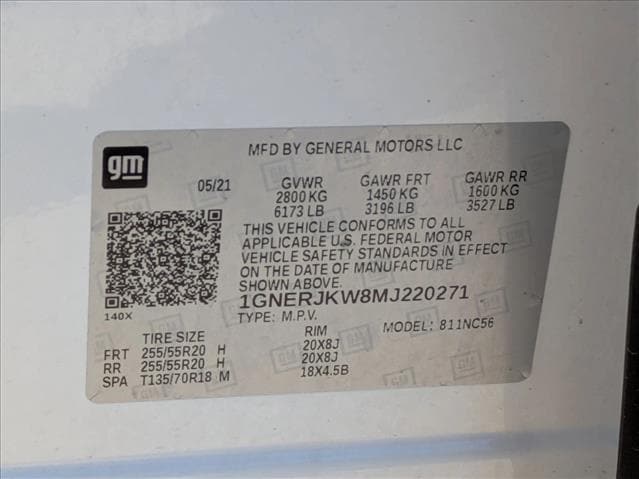 gm
MFD BY GENERAL MOTORS LLC
05/21 GVWR GAWR FRT GAWR RR
2800 KG 1450 KG 1600 KG
6173 LB 3196 LB 3527 LB
THIS VEHICLE CONFORMS TO ALL
APPLICABLE U.S. FEDERAL MOTOR
VEHICLE SAFETY STANDARDS IN EFFECT
ON THE DATE OF MANUFACTURE
SHOWN ABOVE.
140X 1GNERJKW8MJ220271
TYPE: M.P.V. MODEL: 811NC56
TIRE SIZE RIM
FRT 255/55R20 H 20X8J
RR 255/55R20 H 20X8J
SPA T135/70R18 M 18X4.5B